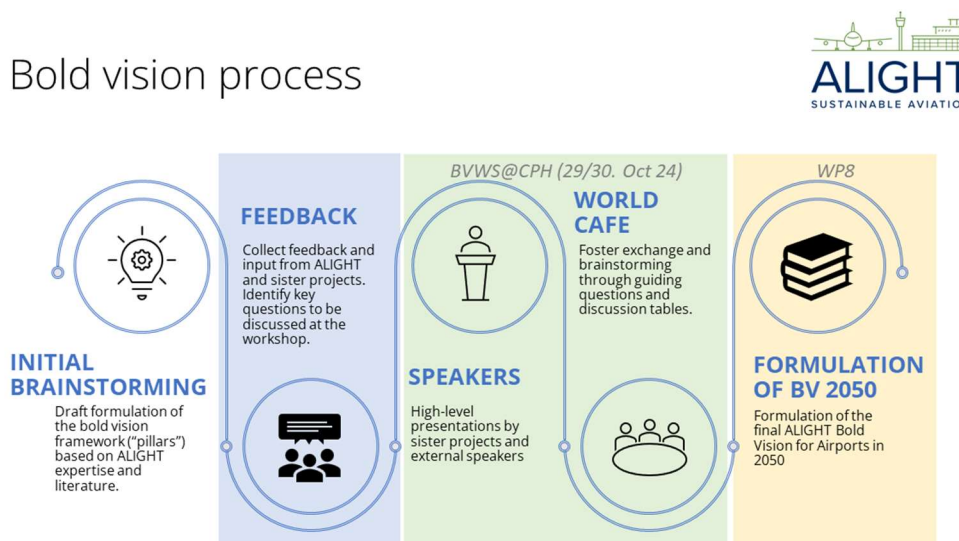 Bold vision process
ALIGHT
SUSTAINABLE AVIATIO
BVWS@CPH (29/30. Oct 24)
WP8
INITIAL
BRAINSTORMING
Draft formulation of
the bold vision
framework (“pillars”)
based on ALIGHT
expertise and
literature.
FEEDBACK
Collect feedback and
input from ALIGHT
and sister projects.
Identify key
questions to be
discussed at the
workshop.
SPEAKERS
High-level
presentations by
sister projects and
external speakers
WORLD
CAFE
Foster exchange and
brainstorming
through guiding
questions and
discussion tables.
FORMULATION
OF BV 2050
Formulation of the
final ALIGHT Bold
Vision for Airports in
2050